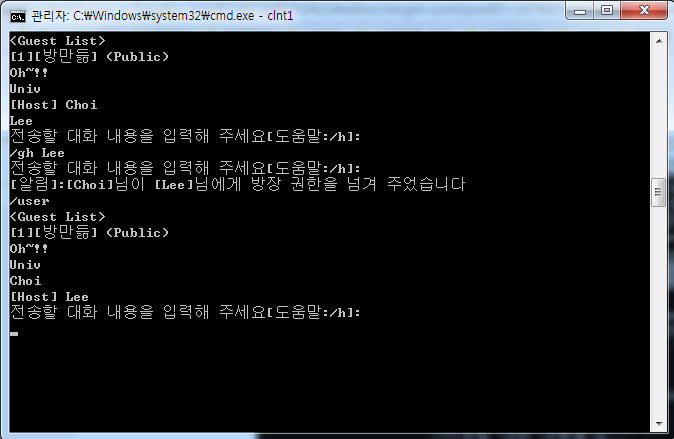 관리자: C:₩Windows₩system32₩cmd.exe - clnt1
<Guest List>
[1][방만듦] (Public)
Oh~!!
Univ
[Host] Choi
Lee
전송할 대화 내용을 입력해 주세요[도움말:/h]:
/gh Lee
전송할 대화 내용을 입력해 주세요[도움말:/h]:
[알림]:[Choi]님이 [Lee]님에게 방장 권한을 넘겨 주었습니다
/user
<Guest List>
[1][방만듦] (Public)
Oh~!!
Univ
Choi
[Host] Lee
전송할 대화 내용을 입력해 주세요[도움말:/h]: